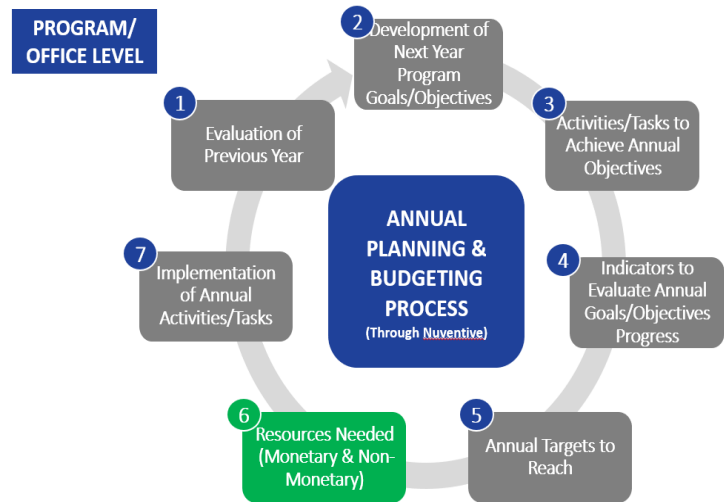 PROGRAM/
OFFICE LEVEL
1
Evaluation of
Previous Year
2
Development of
Next Year
Program
Goals/Objectives
3
Activities/Tasks to
Achieve Annual
Objectives
4
Indicators to
Evaluate Annual
Goals/Objectives
Progress
5
Annual Targets to
Reach
6
Resources Needed
(Monetary & Non-
Monetary)
7
Implementation
of Annual
Activities/Tasks
ANNUAL
PLANNING &
BUDGETING
PROCESS
(Through Nuventive)